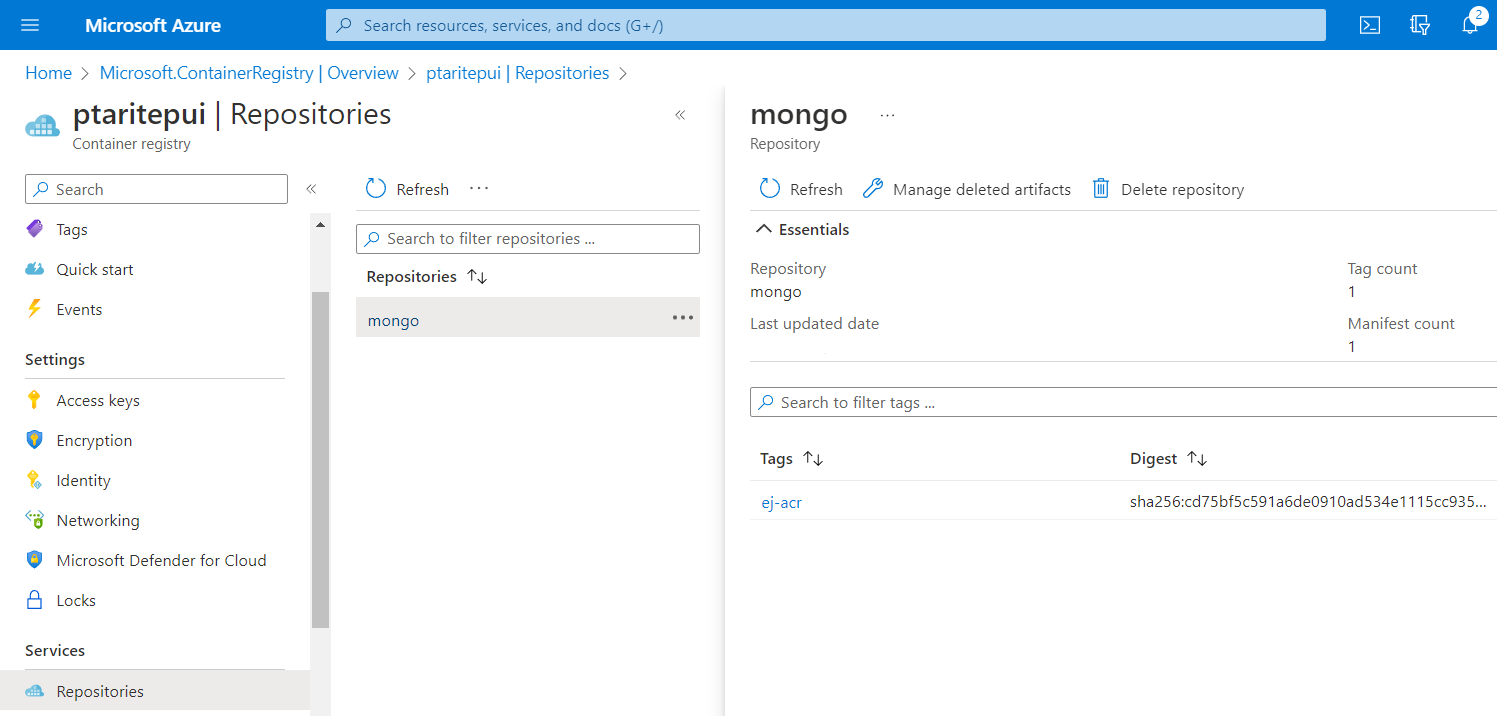 Microsoft Azure
Search resources, services, and docs (G+/)
2
Home > Microsoft.ContainerRegistry | Overview > ptaritepui | Repositories >
ptaritepui | Repositories
Container registry
«
Search
«
Tags
Quick start
Events
Settings
Access keys
Encryption
Identity
Networking
Microsoft Defender for Cloud
Locks
Services
Repositories
Refresh ...
Search to filter repositories ...
Repositories ↑↓
mongo ...
mongo ...
Repository
Refresh Manage deleted artifacts Delete repository
Essentials
Repository
mongo
Last updated date
Tag count
1
Manifest count
1
Search to filter tags ...
Tags ↑↓ Digest ↑↓
ej-acr sha256:cd75bf5c591a6de0910ad534e1115cc935...